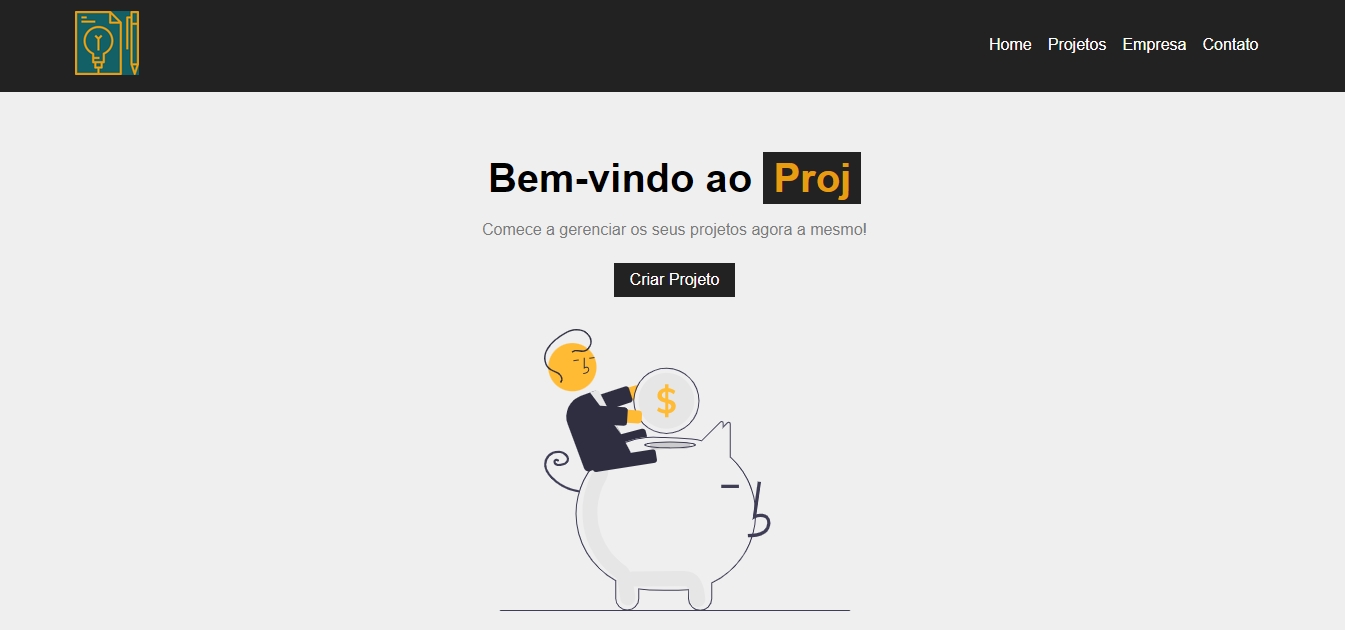 Home Projetos Empresa Contato
Bem-vindo ao Proj
Comece a gerenciar os seus projetos agora a mesmo!
Criar Projeto
$